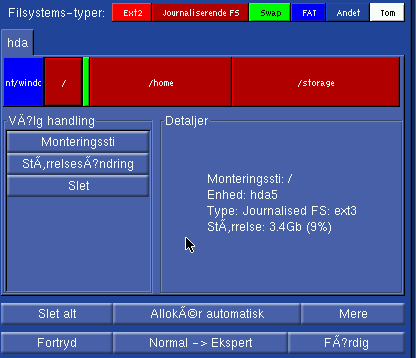 Filsystems-typer: Ext2 Journaliserende FS Swap FAT Andet Tom
hda
nt/windc / /home /storage
VÃ?lg handling
Monteringssti
StÃ,rrelsesÃ?ndring
Slet
Detaljer
Monteringssti: /
Enhed: hda5
Type: Journalised FS: ext3
StÃ,rrelse: 3.4Gb (9%)
Slet alt AllokÃ©r automatisk Mere
Fortryd Normal -> Ekspert FÃ?rdig